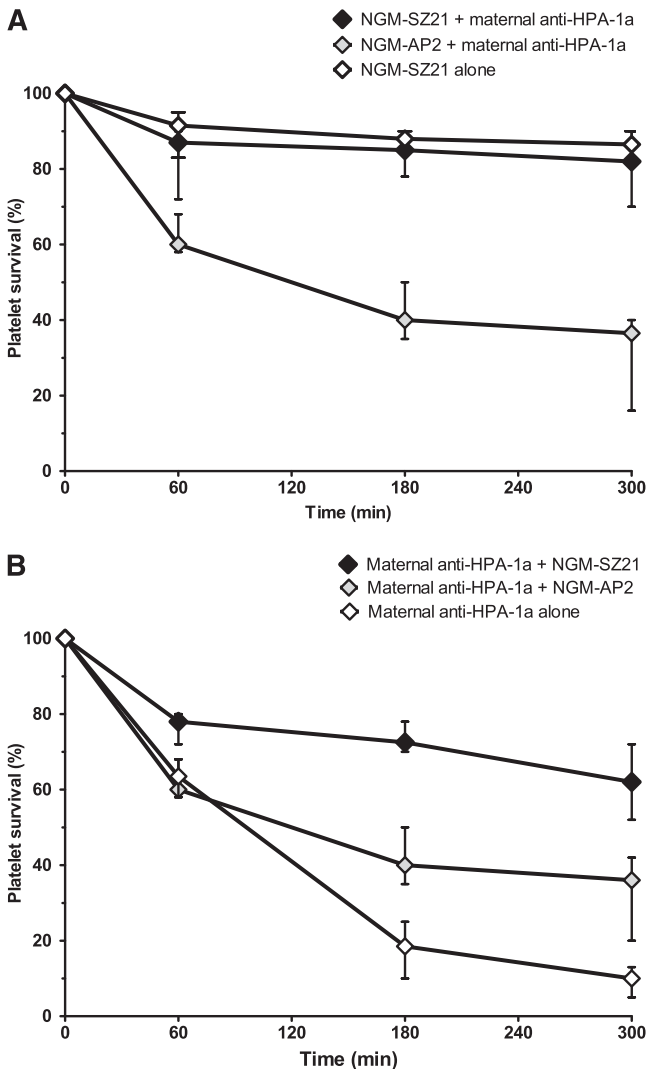 A
NGM-SZ21 + maternal anti-HPA-1a
NGM-AP2 + maternal anti-HPA-1a
NGM-SZ21 alone
Platelet survival (%)
100
80
60
40
20
0
0 60 120 180 240 300
Time (min)
B
Maternal anti-HPA-1a + NGM-SZ21
Maternal anti-HPA-1a + NGM-AP2
Maternal anti-HPA-1a alone
Platelet survival (%)
100
80
60
40
20
0
0 60 120 180 240 300
Time (min)